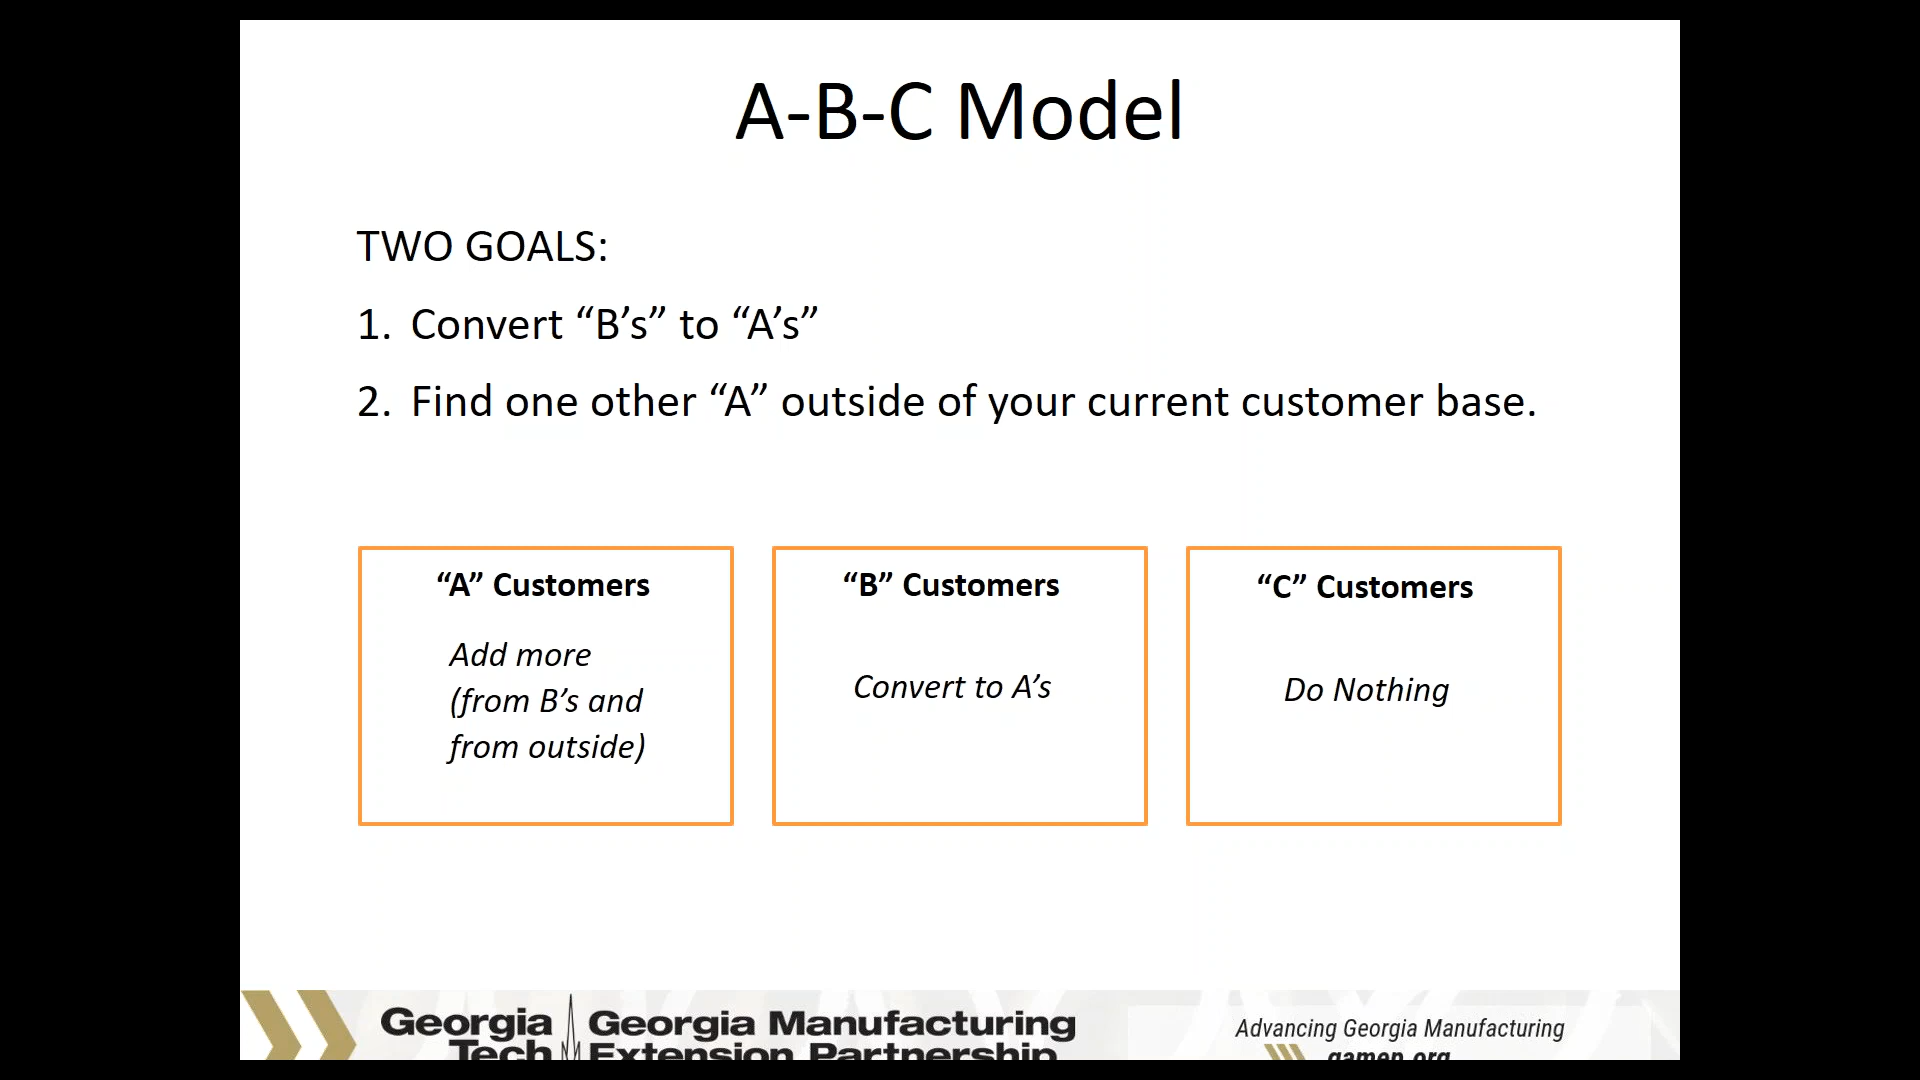 A-B-C Model
TWO GOALS:
1. Convert “B’s” to “A’s”
2. Find one other “A” outside of your current customer base.
“A” Customers
Add more
(from B’s and
from outside)
“B” Customers
Convert to A’s
“C” Customers
Do Nothing
Georgia
Tech
Georgia Manufacturing
Extension Partnership
Advancing Georgia Manufacturing
gamep.org